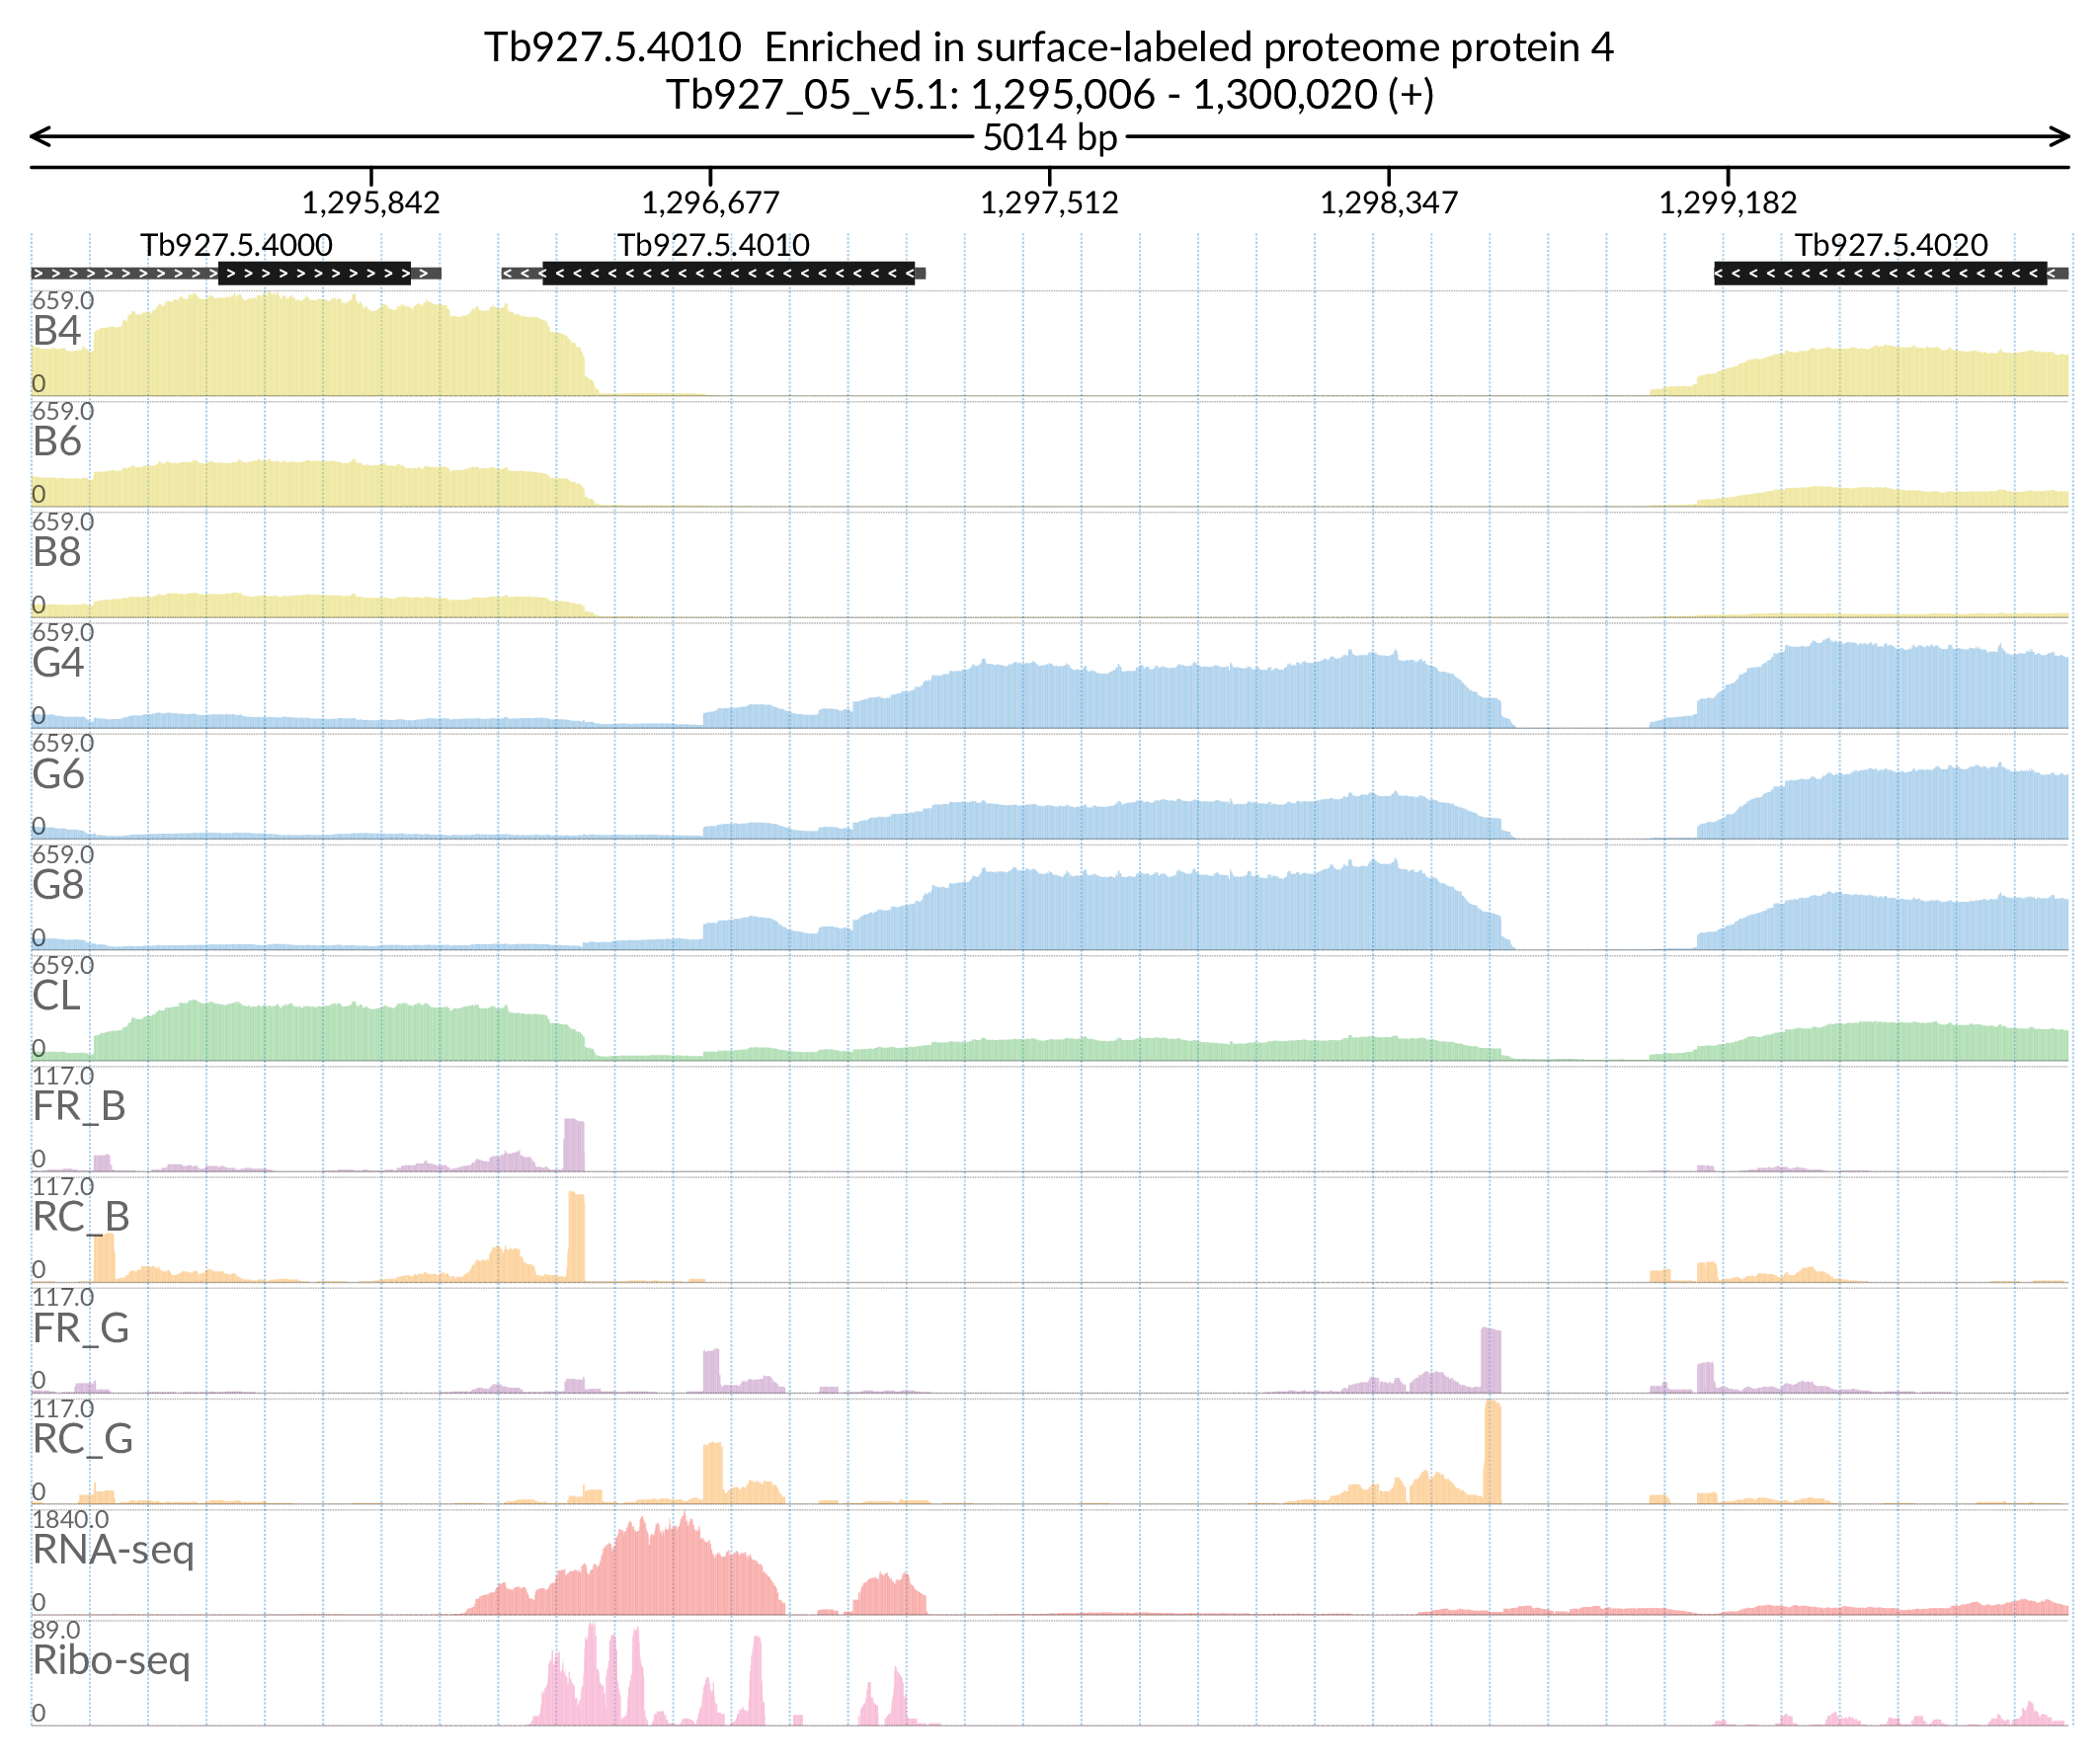 Tb927.5.4010  Enriched in surface-labeled proteome protein 4
Tb927_05_v5.1: 1,295,006 - 1,300,020 (+)
5014 bp
1,295,842 1,296,677 1,297,512 1,298,347 1,299,182
Tb927.5.4000 Tb927.5.4010 Tb927.5.4020
659.0
B4
0
659.0
B6
0
659.0
B8
0
659.0
G4
0
659.0
G6
0
659.0
G8
0
659.0
CL
0
117.0
FR_B
0
117.0
RC_B
0
117.0
FR_G
0
117.0
RC_G
0
1840.0
RNA-seq
0
89.0
Ribo-seq
0